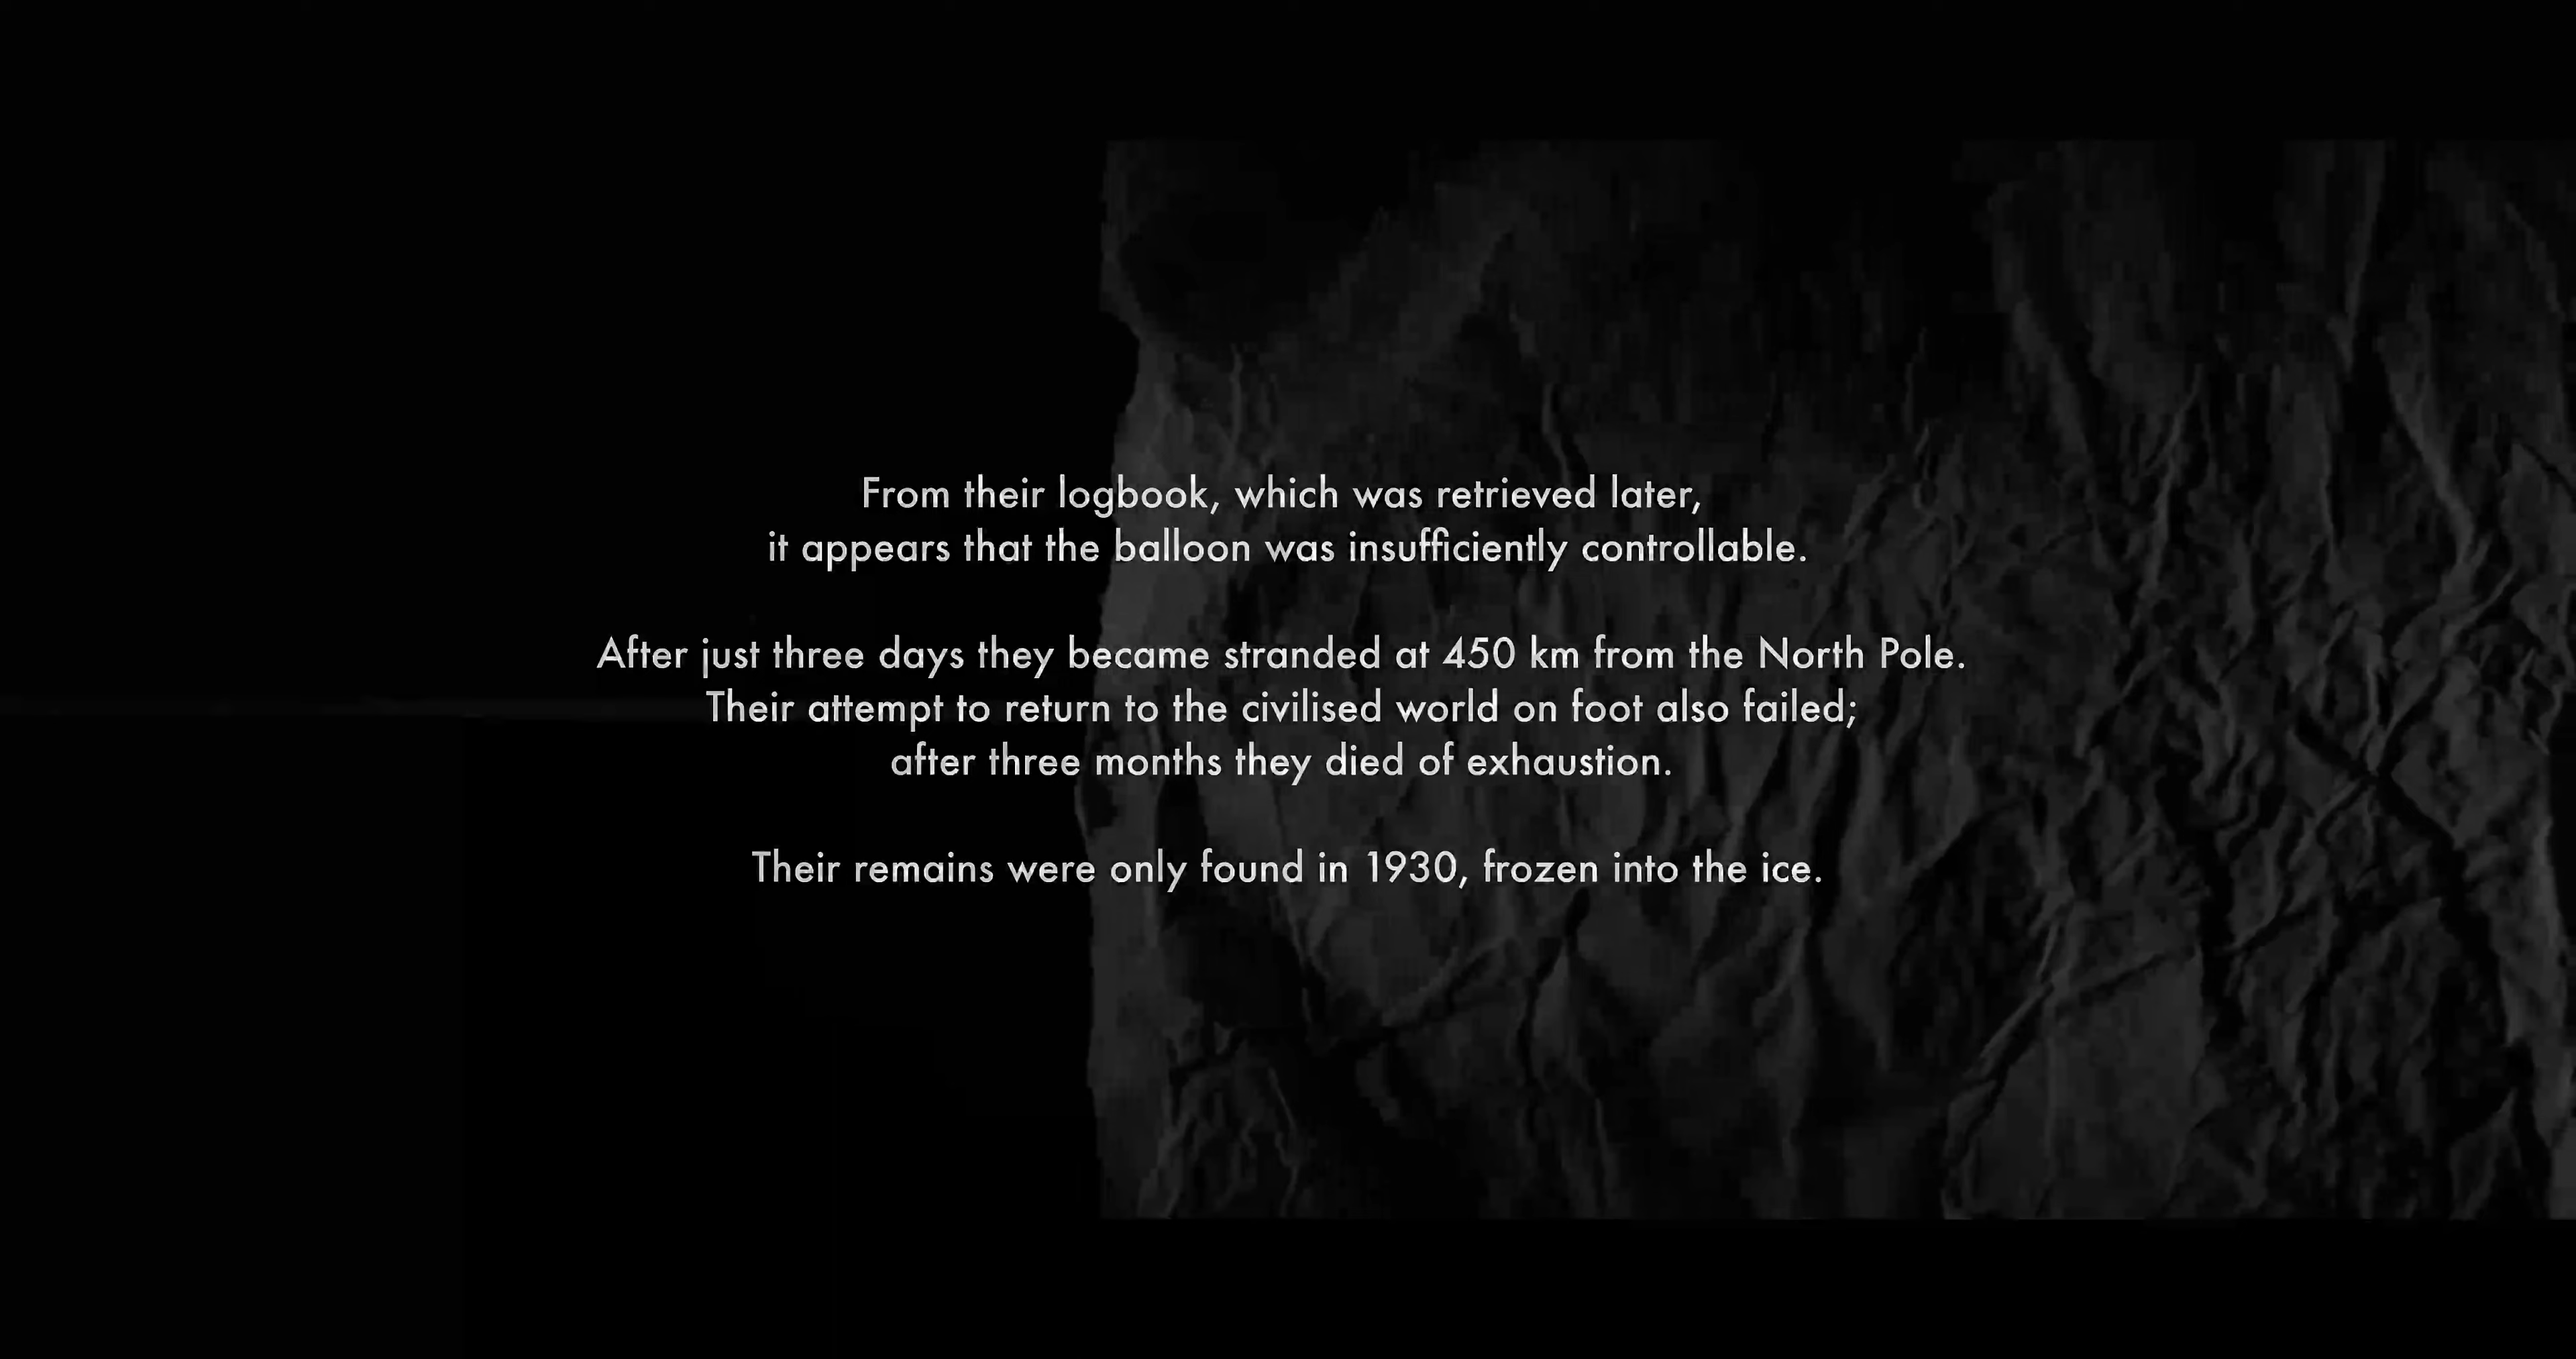 From their logbook, which was retrieved later,
it appears that the balloon was insufficiently controllable.
After just three days they became stranded at 450 km from the North Pole.
Their attempt to return to the civilised world on foot also failed;
after three months they died of exhaustion.
Their remains were only found in 1930, frozen into the ice.